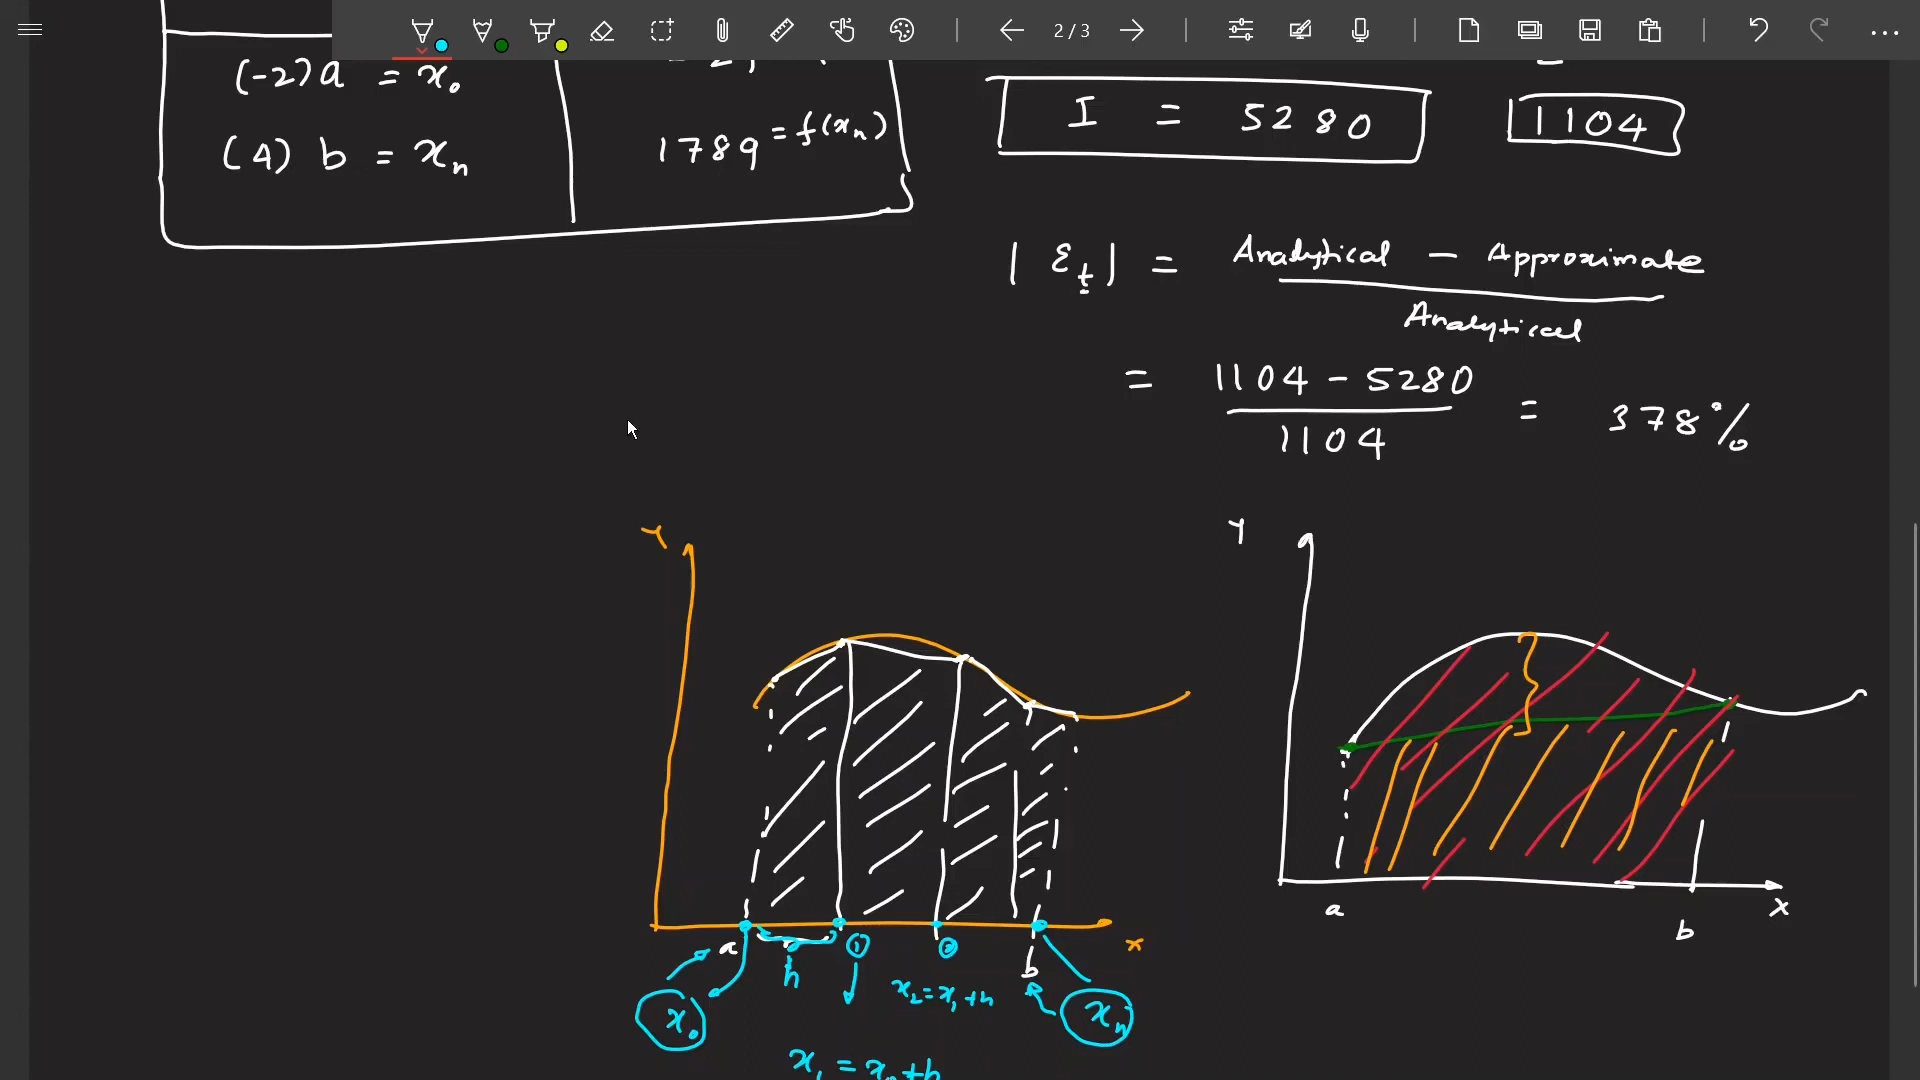 2 / 3
(-2) a = x₀
(4) b = xₙ
1789 = f(xₙ)
I = 5280
1104
|εₜ| = Analytical - Approximate
Analytical
= 1104 - 5280 = 378%
1104
Y
x
a
h
①
②
b
x₂ = x₁ + h
x₀
xₙ
x₁ = x₀ + h
Y
a
b
x